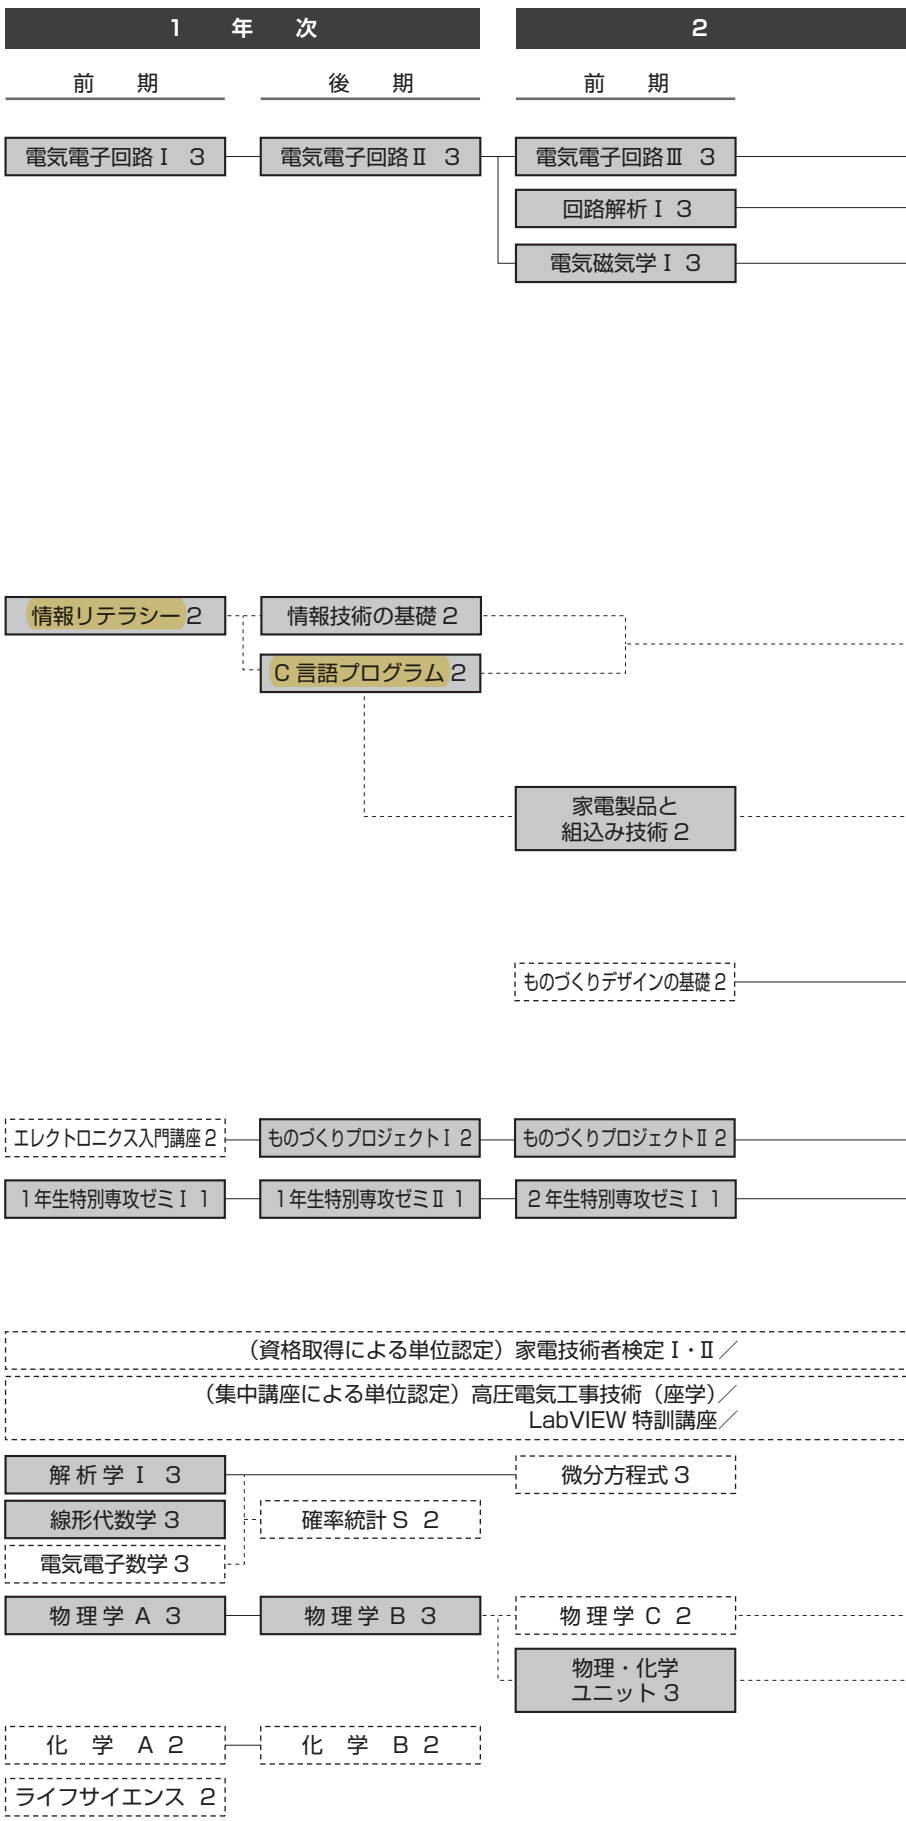 1 年 次
2
前 期
後 期
前 期
電気電子回路Ⅰ 3
電気電子回路Ⅱ 3
電気電子回路Ⅲ 3
回路解析Ⅰ 3
電気磁気学Ⅰ 3
情報リテラシー 2
情報技術の基礎 2
C 言語プログラム 2
家電製品と
組込み技術 2
ものづくりデザインの基礎 2
エレクトロニクス入門講座 2
ものづくりプロジェクトⅠ 2
ものづくりプロジェクトⅡ 2
1年生特別専攻ゼミⅠ 1
1年生特別専攻ゼミⅡ 1
2年生特別専攻ゼミⅠ 1
(資格取得による単位認定)家電技術者検定Ⅰ・Ⅱ/
(集中講座による単位認定)高圧電気工事技術(座学)/
LabVIEW 特訓講座/
解析学 Ⅰ 3
微分方程式 3
線形代数学 3
確率統計 S 2
電気電子数学 3
物理学 A 3
物理学 B 3
物理学 C 2
物理・化学
ユニット 3
化 学 A 2
化 学 B 2
ライフサイエンス 2